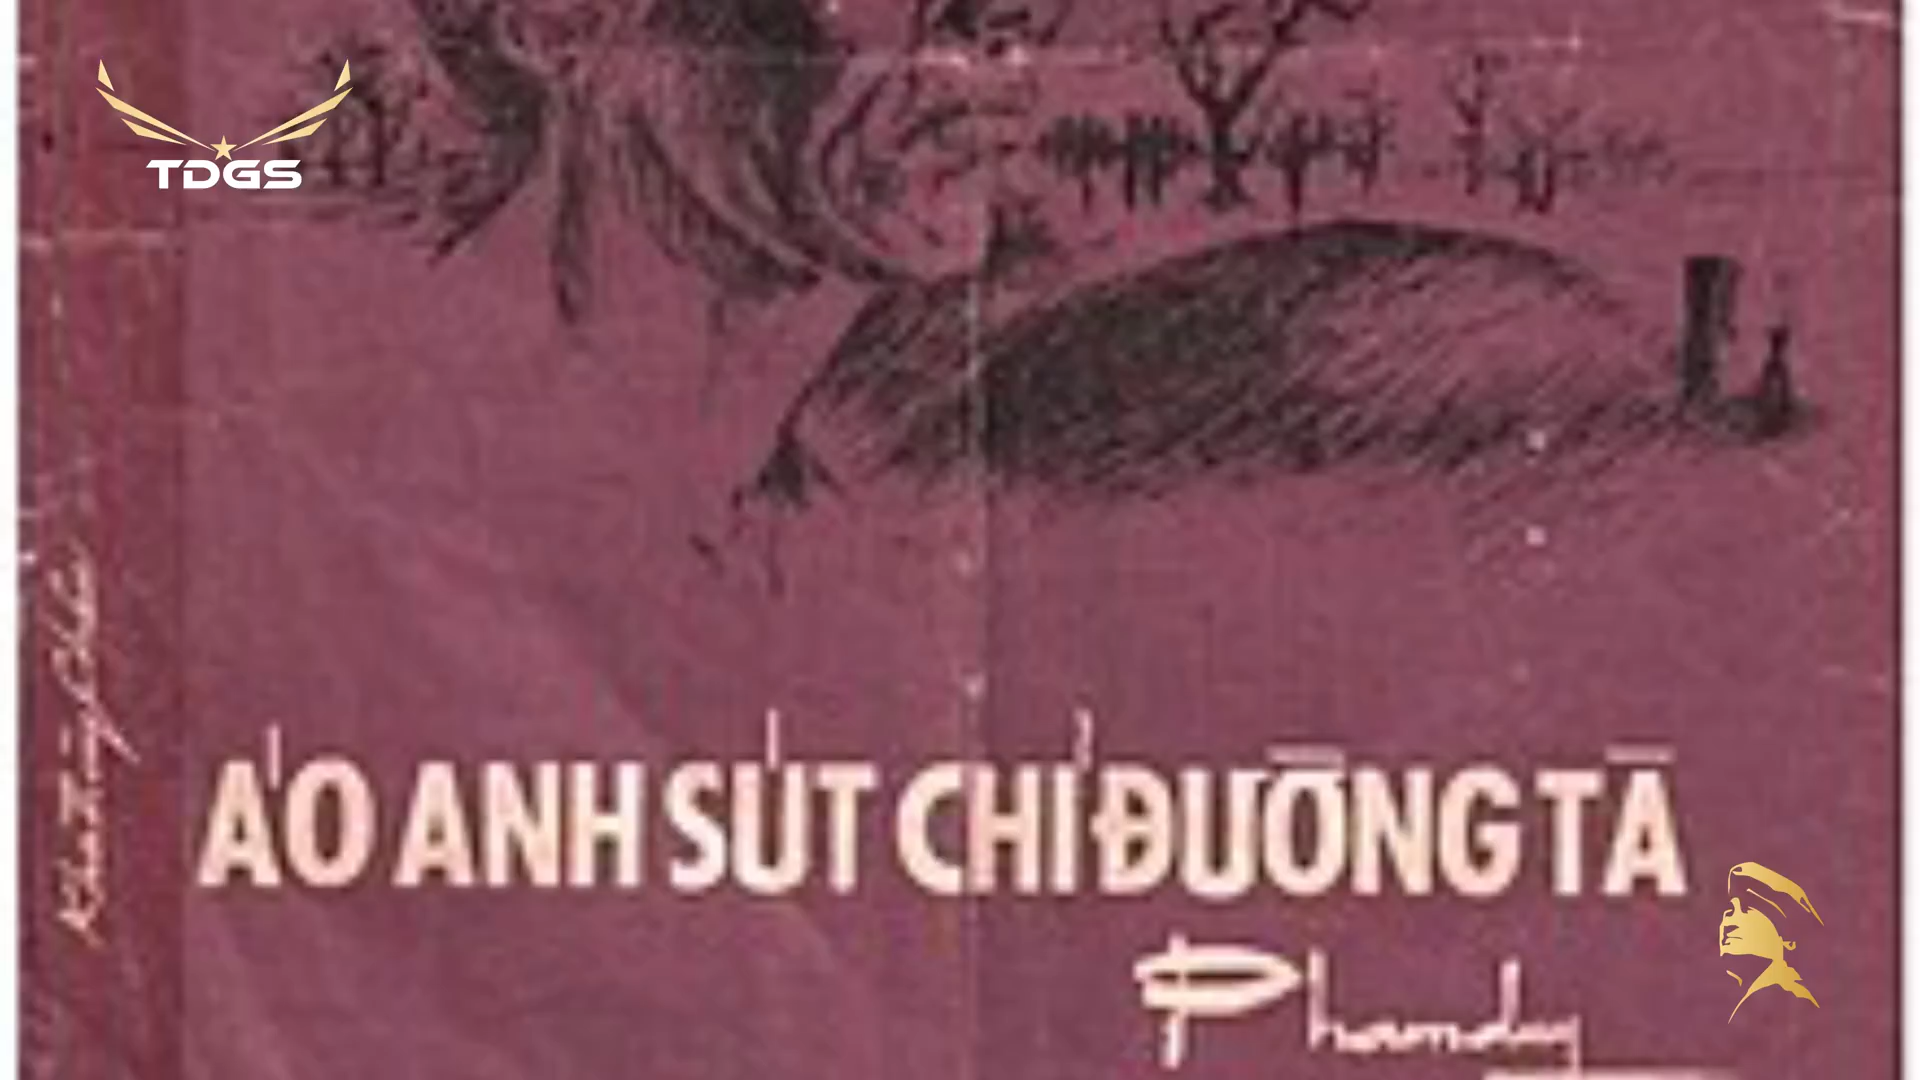 TDGS
ÁO ANH SỨT CHỈ ĐƯỜNG TÀ
Phamduy